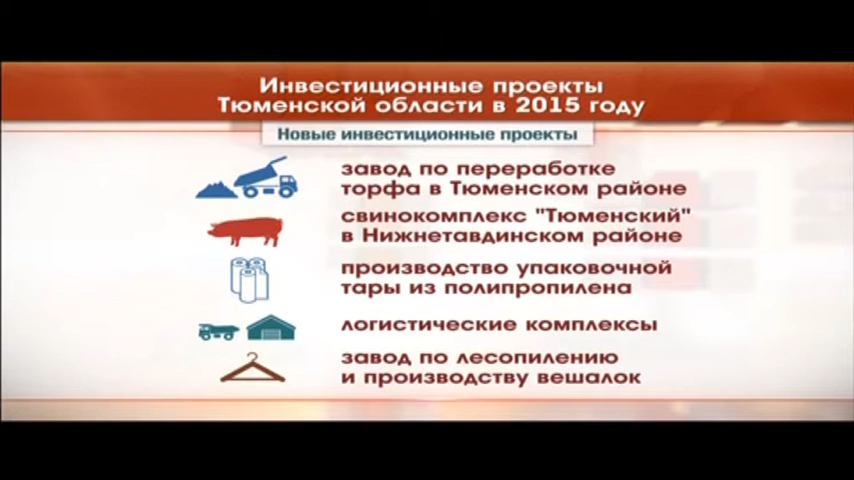 Инвестиционные проекты
Тюменской области в 2015 году
Новые инвестиционные проекты
завод по переработке
торфа в Тюменском районе
свинокомплекс "Тюменский"
в Нижнетавдинском районе
производство упаковочной
тары из полипропилена
логистические комплексы
завод по лесопилению
и производству вешалок